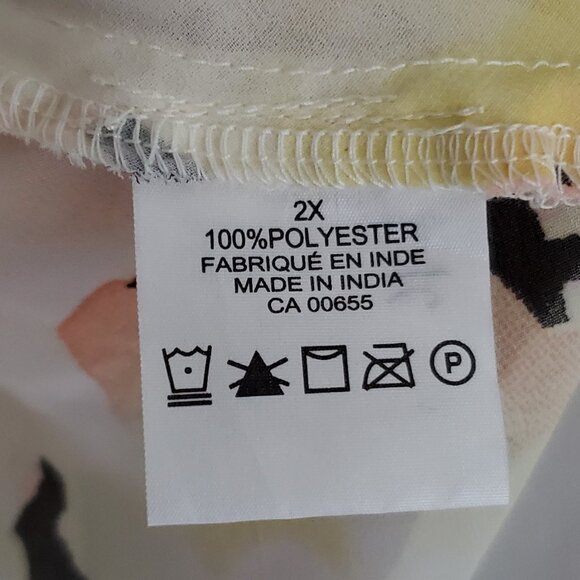 2X
100%POLYESTER
FABRIQUÉ EN INDE
MADE IN INDIA
CA 00655
P